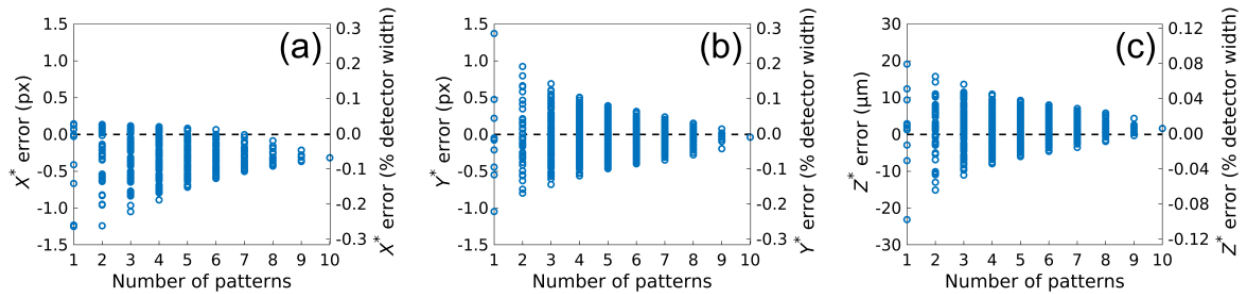 (a)
X* error (px)
1.5
1.0
0.5
0.0
-0.5
-1.0
-1.5
0.3
0.2
0.1
0.0
-0.1
-0.2
-0.3
X* error (% detector width)
1 2 3 4 5 6 7 8 9 10
Number of patterns
(b)
Y* error (px)
1.5
1.0
0.5
0.0
-0.5
-1.0
-1.5
0.3
0.2
0.1
0.0
-0.1
-0.2
-0.3
Y* error (% detector width)
1 2 3 4 5 6 7 8 9 10
Number of patterns
(c)
Z* error (μm)
30
20
10
0
-10
-20
-30
0.12
0.08
0.04
0.00
-0.04
-0.08
-0.12
Z* error (% detector width)
1 2 3 4 5 6 7 8 9 10
Number of patterns